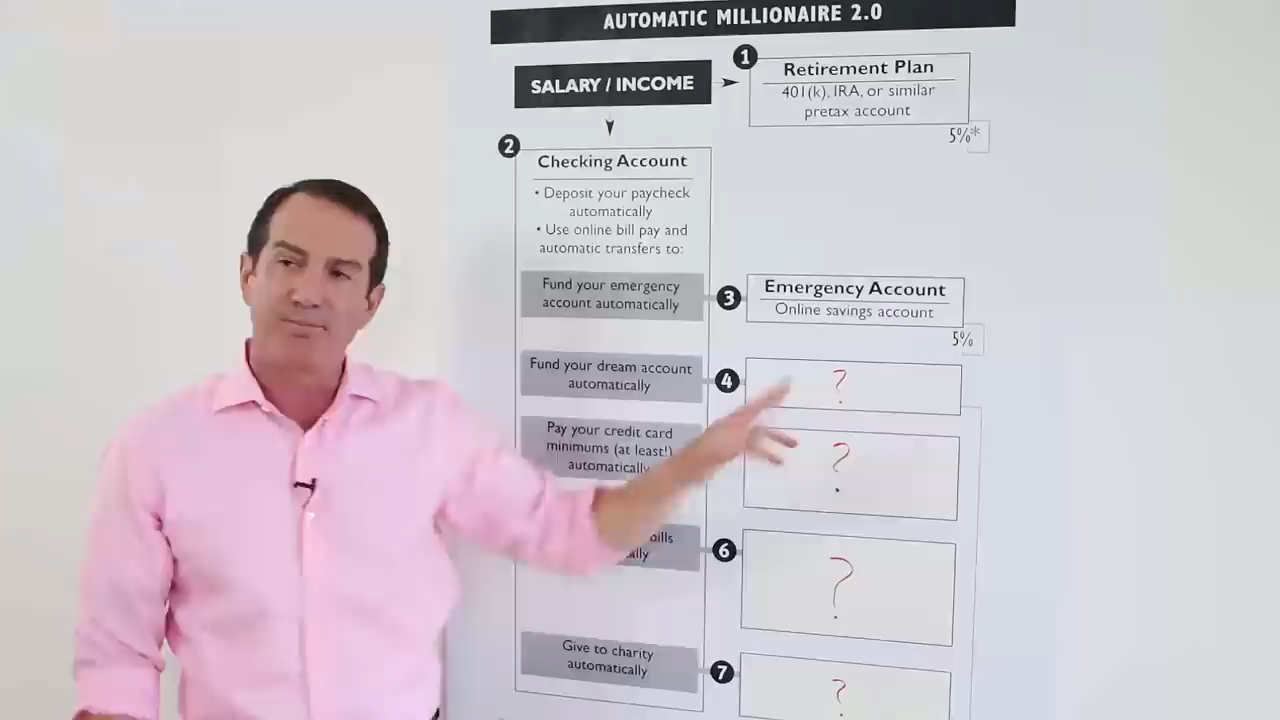 AUTOMATIC MILLIONAIRE 2.0
SALARY / INCOME
1
Retirement Plan
401(k), IRA, or similar
pretax account
5%*
2
Checking Account
• Deposit your paycheck
automatically
• Use online bill pay and
automatic transfers to:
Fund your emergency
account automatically
3
Emergency Account
Online savings account
5%
Fund your dream account
automatically
4
?
Pay your credit card
minimums (at least!)
automatically
?
bills
6
?
Give to charity
automatically
7
?